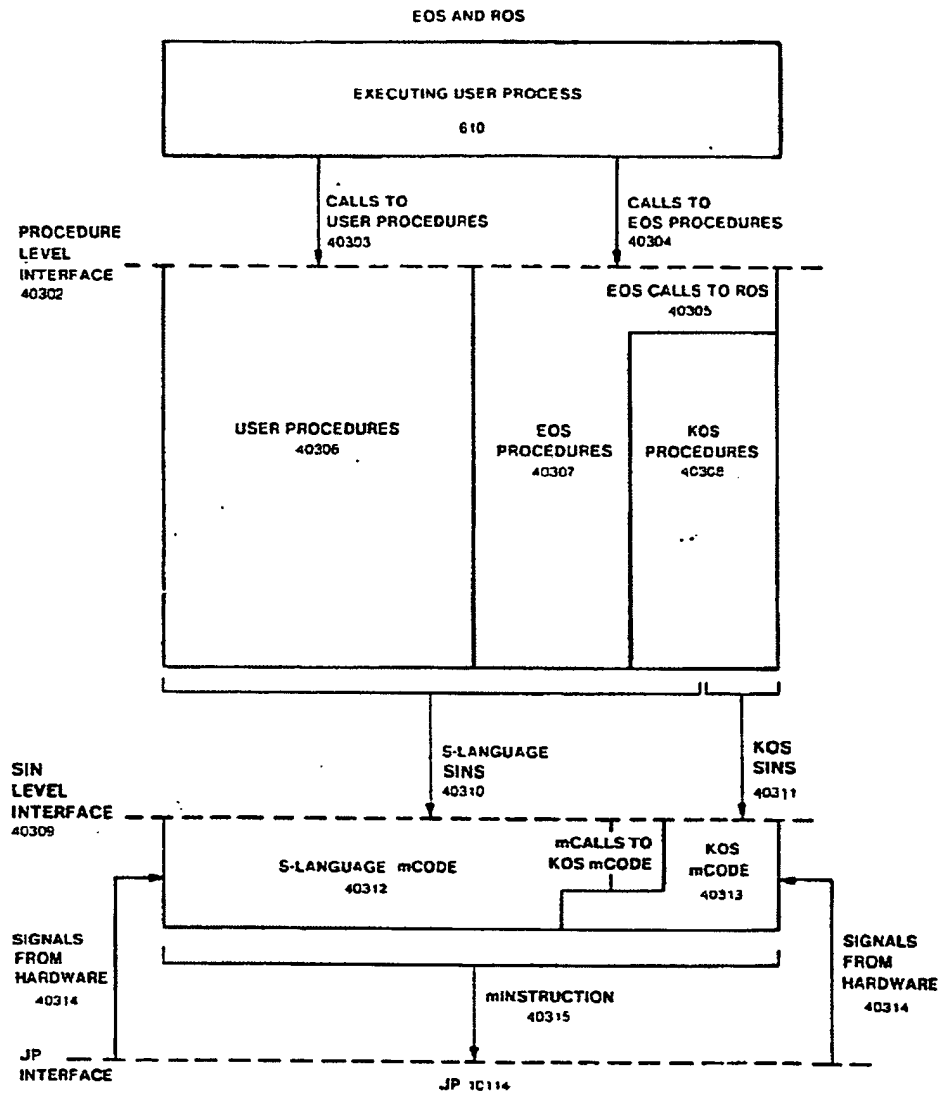 EOS AND ROS
EXECUTING USER PROCESS
610
CALLS TO
USER PROCEDURES
40303
CALLS TO
EOS PROCEDURES
40304
PROCEDURE
LEVEL
INTERFACE
40302
EOS CALLS TO ROS
40305
USER PROCEDURES
40306
EOS
PROCEDURES
40307
KOS
PROCEDURES
40308
S-LANGUAGE
SINS
40310
KOS
SINS
40311
SIN
LEVEL
INTERFACE
40309
S-LANGUAGE mCODE
40312
mCALLS TO
KOS mCODE
KOS
mCODE
40313
SIGNALS
FROM
HARDWARE
40314
SIGNALS
FROM
HARDWARE
40314
mINSTRUCTION
40315
JP
INTERFACE
JP 10114